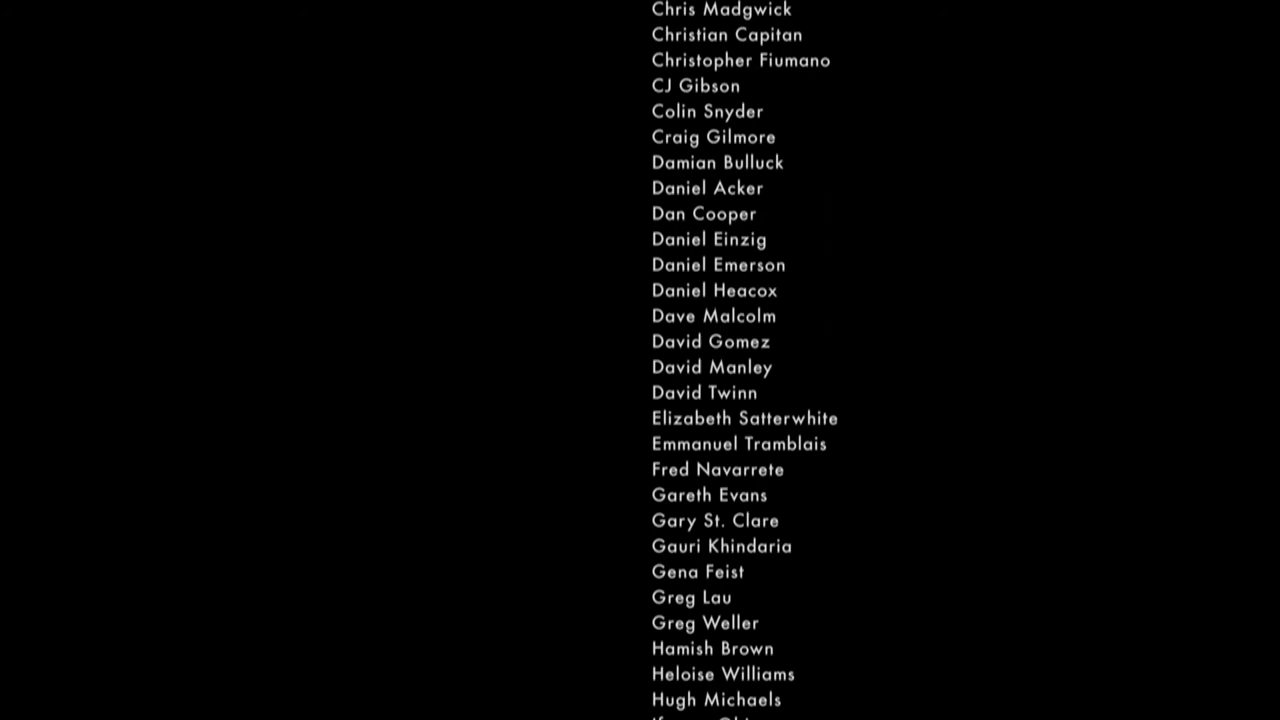 Chris Madgwick
Christian Capitan
Christopher Fiumano
CJ Gibson
Colin Snyder
Craig Gilmore
Damian Bulluck
Daniel Acker
Dan Cooper
Daniel Einzig
Daniel Emerson
Daniel Heacox
Dave Malcolm
David Gomez
David Manley
David Twinn
Elizabeth Satterwhite
Emmanuel Tramblais
Fred Navarrete
Gareth Evans
Gary St. Clare
Gauri Khindaria
Gena Feist
Greg Lau
Greg Weller
Hamish Brown
Heloise Williams
Hugh Michaels